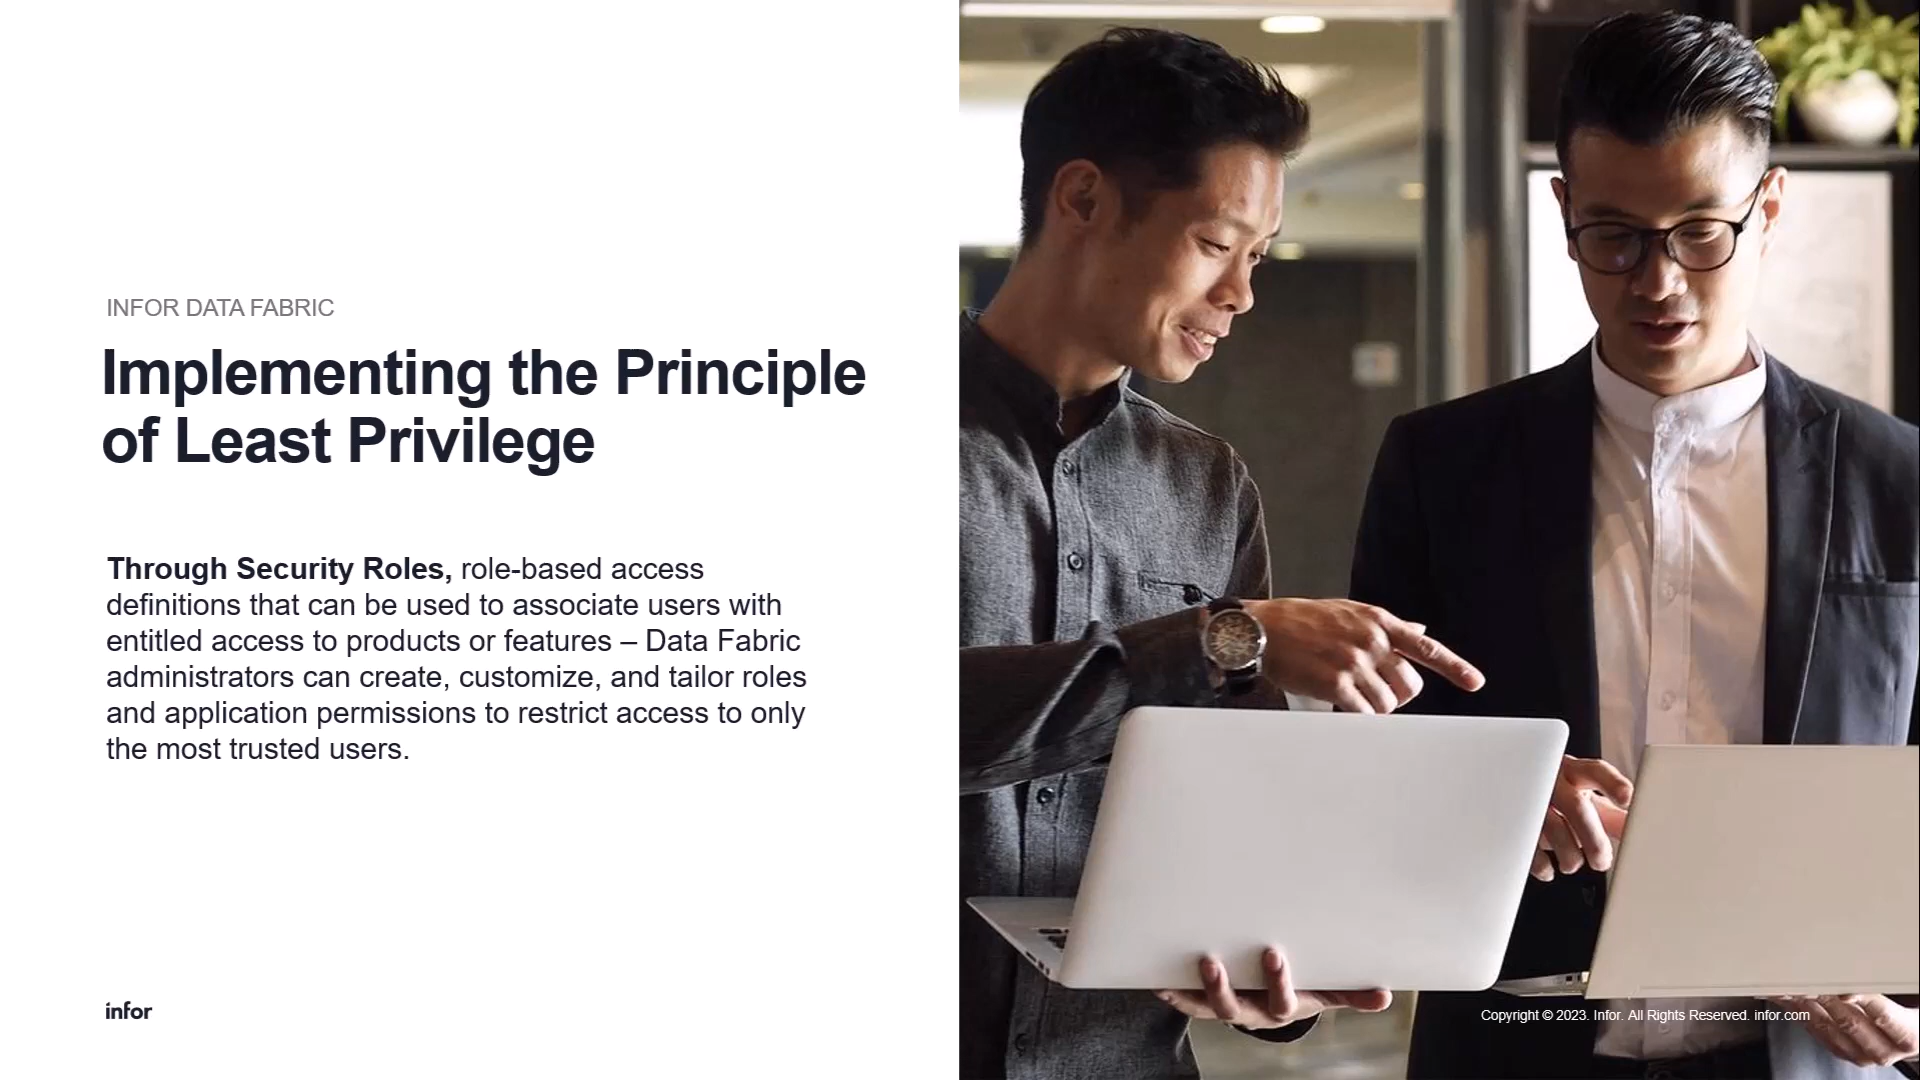 INFOR DATA FABRIC
Implementing the Principle
of Least Privilege
Through Security Roles, role-based access
definitions that can be used to associate users with
entitled access to products or features – Data Fabric
administrators can create, customize, and tailor roles
and application permissions to restrict access to only
the most trusted users.
infor
Copyright © 2023. Infor. All Rights Reserved. infor.com